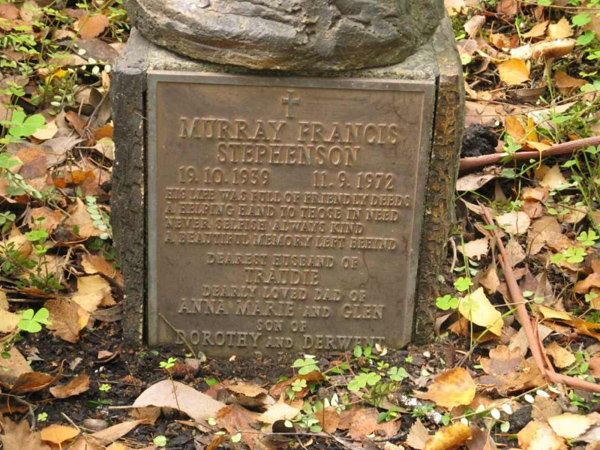 MURRAY FRANCIS
STEPHENSON
19.10.1939 11.9.1972
HIS LIFE WAS FULL OF FRIENDLY DEEDS
A HELPING HAND TO THOSE IN NEED
NEVER SELFISH ALWAYS KIND
A BEAUTIFUL MEMORY LEFT BEHIND
DEAREST HUSBAND OF
TRAUDIE
DEARLY LOVED DAD OF
ANNA MARIE AND GLEN
SON OF
DOROTHY AND DERWENT